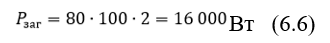 Pзаг = 80 · 100 · 2 = 16 000 Вт (6.6)